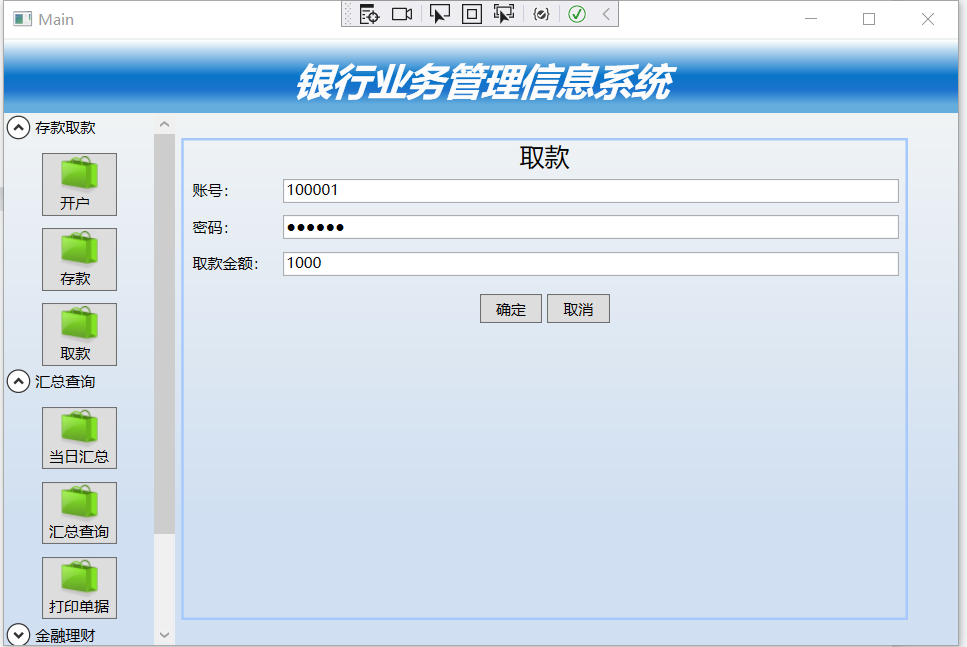 Main
银行业务管理信息系统
存款取款
开户
存款
取款
汇总查询
当日汇总
汇总查询
打印单据
金融理财
取款
账号： 100001
密码： ●●●●●●
取款金额： 1000
确定 取消